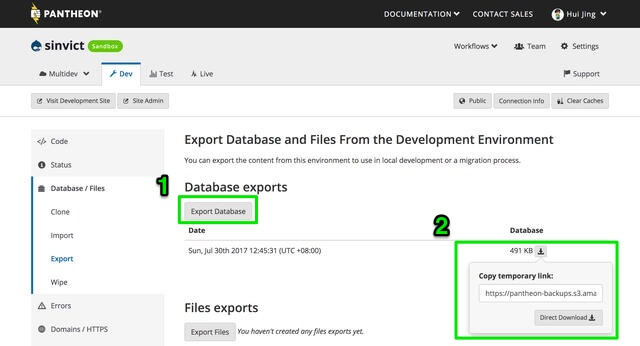 PANTHEON
DOCUMENTATION CONTACT SALES Hui Jing
sinvict Sandbox
Workflows Team Settings
Multidev Dev Test Live Support
Visit Development Site Site Admin Public Connection Info Clear Caches
Code
Status
Database / Files
Clone
Import
Export
Wipe
Errors
Domains / HTTPS
Export Database and Files From the Development Environment
You can export the content from this environment to use in local development or a migration process.
1
Database exports
Export Database
2
Date Database
Sun, Jul 30th 2017 12:45:31 (UTC +08:00) 491 KB
Copy temporary link:
https://pantheon-backups.s3.ama
Direct Download
Files exports
Export Files You haven't created any files exports yet.